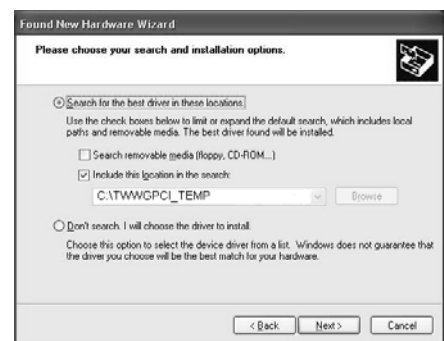 Found New Hardware Wizard
Please choose your search and installation options.
Search for the best driver in these locations.
Use the check boxes below to limit or expand the default search, which includes local
paths and removable media. The best driver found will be installed.
Search removable media (floppy, CD-ROM...)
Include this location in the search:
C:\TWWGPCI_TEMP
Browse
Don't search. I will choose the driver to install.
Choose this option to select the device driver from a list. Windows does not guarantee that
the driver you choose will be the best match for your hardware.
< Back Next > Cancel